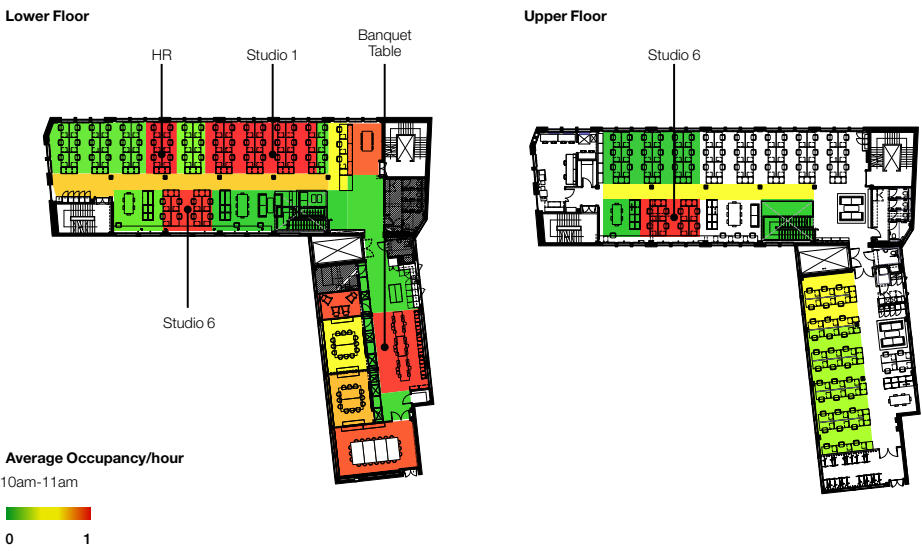 Lower Floor
Upper Floor
Banquet
Table
HR
Studio 1
Studio 6
Studio 6
Average Occupancy/hour
10am-11am
0
1